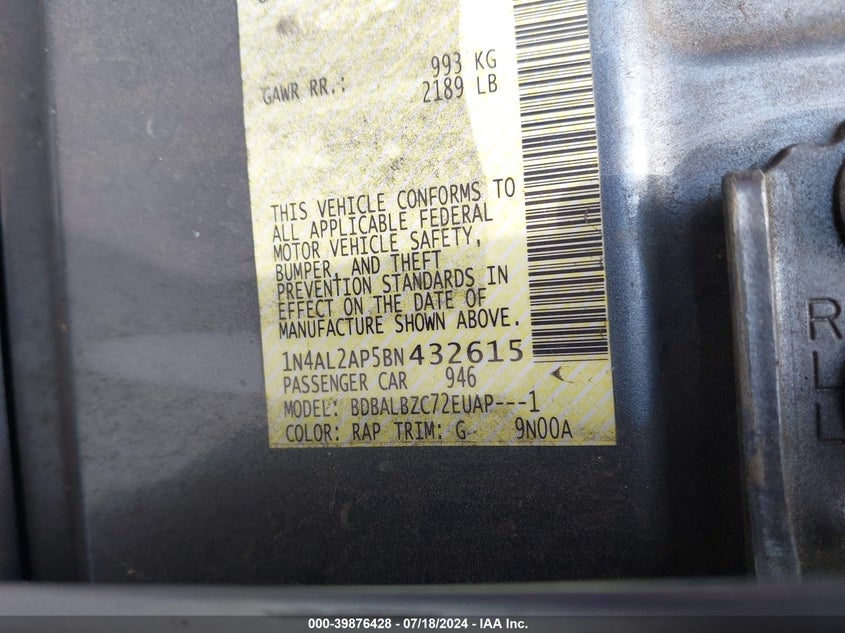 993 KG
GAWR RR.: 2189 LB
THIS VEHICLE CONFORMS TO
ALL APPLICABLE FEDERAL
MOTOR VEHICLE SAFETY,
BUMPER, AND THEFT
PREVENTION STANDARDS IN
EFFECT ON THE DATE OF
MANUFACTURE SHOWN ABOVE.
1N4AL2AP5BN432615
PASSENGER CAR 946
MODEL: BDBALBZC72EUAP---1
COLOR: RAP TRIM: G- 9N00A
R
L
L
000-39876428 - 07/18/2024 - IAA Inc.